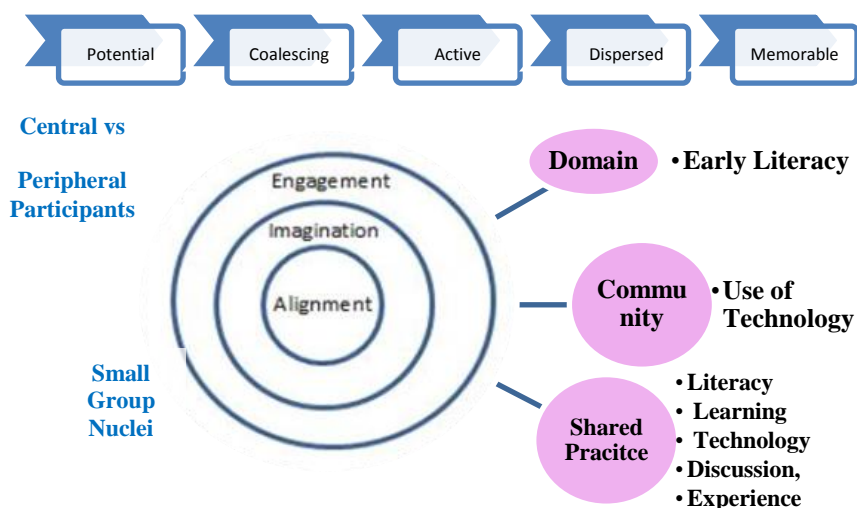 Potential
Coalescing
Active
Dispersed
Memorable
Central vs
Peripheral
Participants
Small
Group
Nuclei
Engagement
Imagination
Alignment
Domain
• Early Literacy
Commu
nity
• Use of
Technology
Shared
Pracitce
• Literacy
• Learning
• Technology
• Discussion,
• Experience